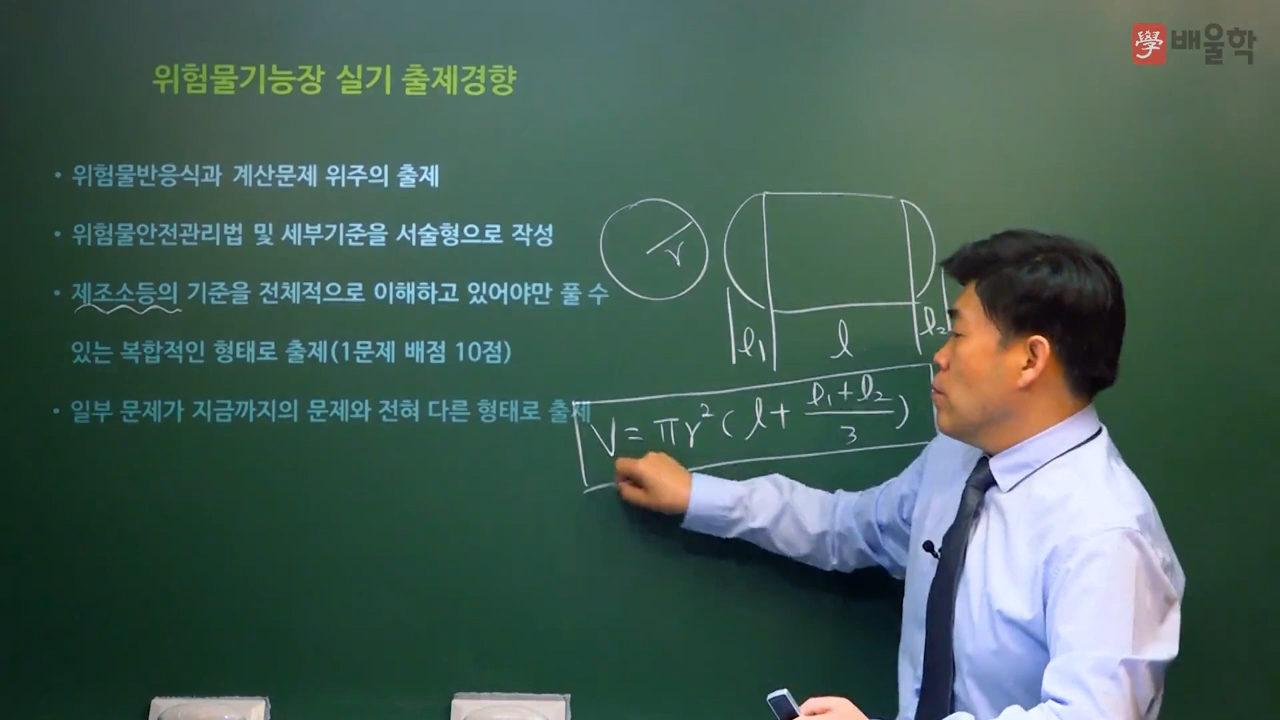 學 배울학
위험물기능장 실기 출제경향
• 위험물반응식과 계산문제 위주의 출제
• 위험물안전관리법 및 세부기준을 서술형으로 작성
• 제조소등의 기준을 전체적으로 이해하고 있어야만 풀 수
있는 복합적인 형태로 출제(1문제 배점 10점)
• 일부 문제가 지금까지의 문제와 전혀 다른 형태로 출제
r
l₁ l l₂
V = πr² ( l + (l₁ + l₂)/3 )